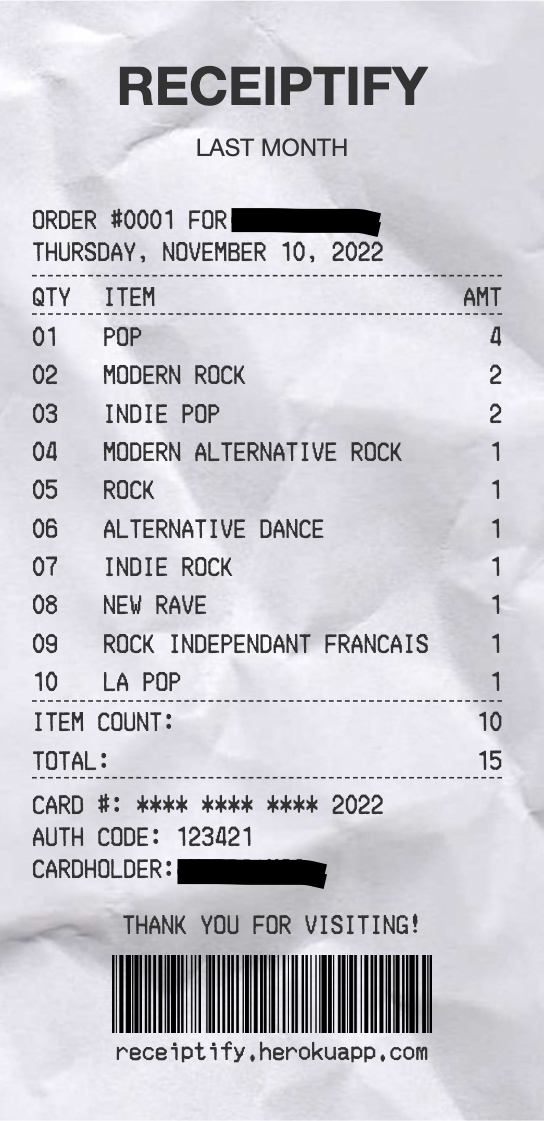 RECEIPTIFY
LAST MONTH
ORDER #0001 FOR
THURSDAY, NOVEMBER 10, 2022
QTY ITEM AMT
01 POP 4
02 MODERN ROCK 2
03 INDIE POP 2
04 MODERN ALTERNATIVE ROCK 1
05 ROCK 1
06 ALTERNATIVE DANCE 1
07 INDIE ROCK 1
08 NEW RAVE 1
09 ROCK INDEPENDANT FRANCAIS 1
10 LA POP 1
ITEM COUNT: 10
TOTAL: 15
CARD #: **** **** **** 2022
AUTH CODE: 123421
CARDHOLDER:
THANK YOU FOR VISITING!
receiptify.herokuapp.com